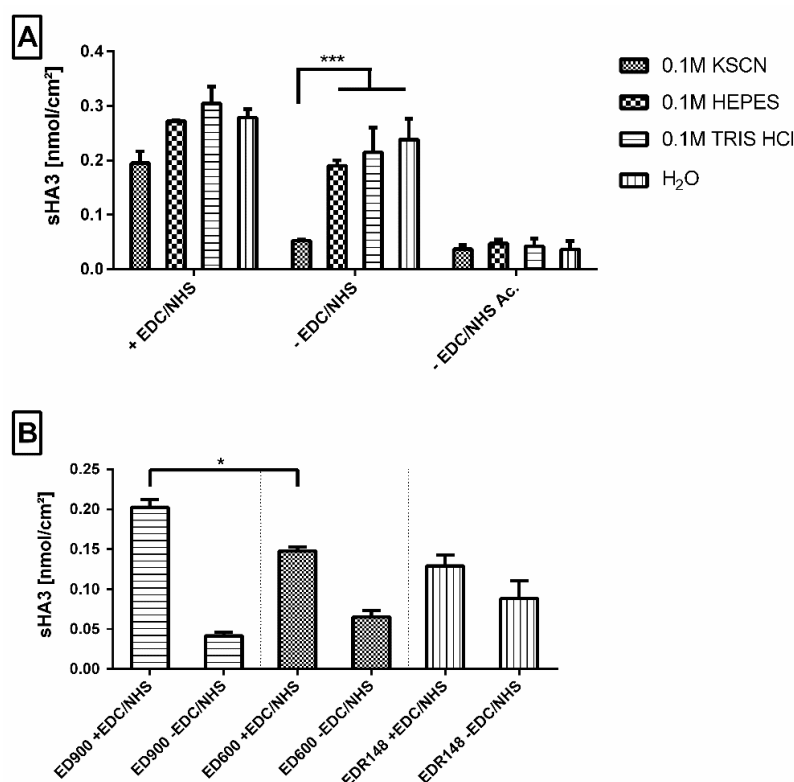 A
sHA3 [nmol/cm²]
0.4
0.3
0.2
0.1
0.0
***
+ EDC/NHS
- EDC/NHS
- EDC/NHS Ac.
0.1M KSCN
0.1M HEPES
0.1M TRIS HCl
H₂O
B
sHA3 [nmol/cm²]
0.25
0.20
0.15
0.10
0.05
0.00
*
ED900 +EDC/NHS
ED900 -EDC/NHS
ED600 +EDC/NHS
ED600 -EDC/NHS
EDR148 +EDC/NHS
EDR148 -EDC/NHS